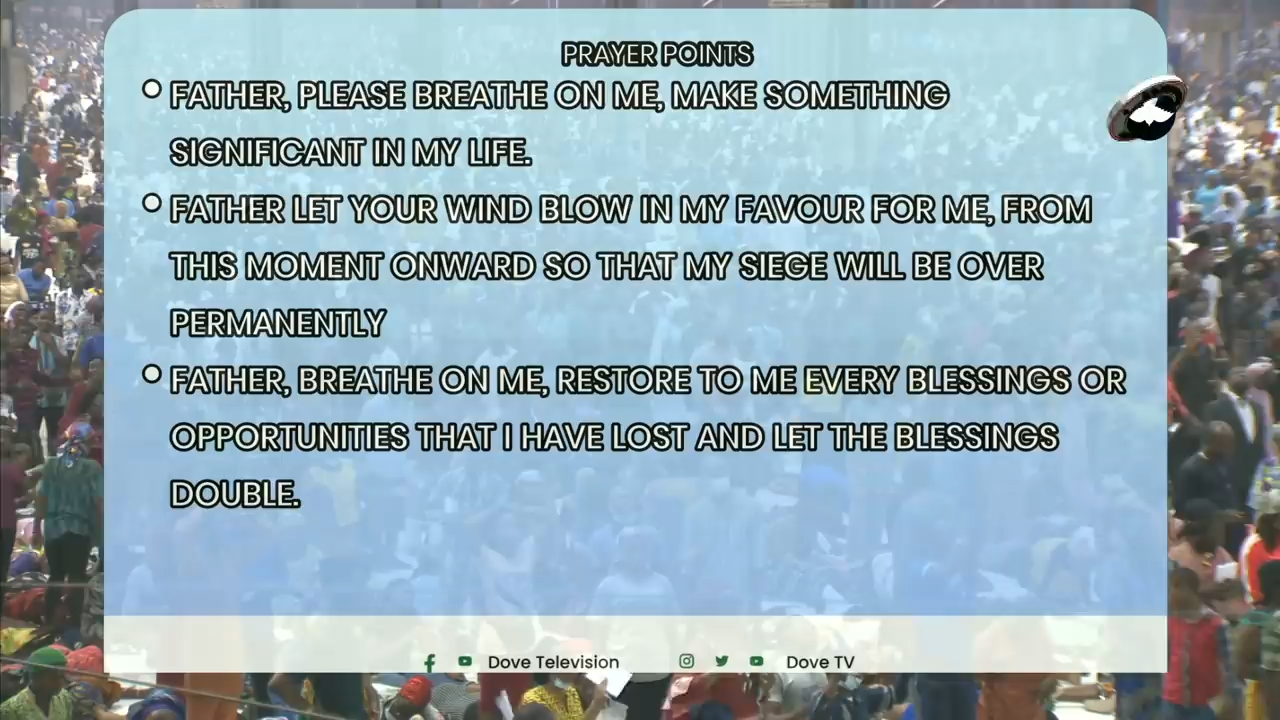 PRAYER POINTS
FATHER, PLEASE BREATHE ON ME, MAKE SOMETHING
SIGNIFICANT IN MY LIFE.
FATHER LET YOUR WIND BLOW IN MY FAVOUR FOR ME, FROM
THIS MOMENT ONWARD SO THAT MY SIEGE WILL BE OVER
PERMANENTLY
FATHER, BREATHE ON ME, RESTORE TO ME EVERY BLESSINGS OR
OPPORTUNITIES THAT I HAVE LOST AND LET THE BLESSINGS
DOUBLE.
Dove Television Dove TV